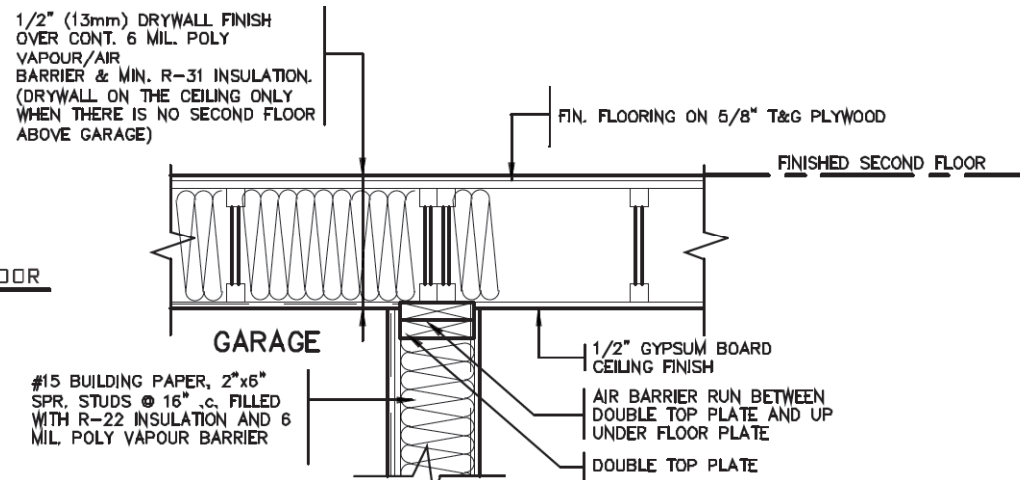 1/2" (13mm) DRYWALL FINISH
OVER CONT. 6 MIL. POLY
VAPOUR/AIR
BARRIER & MIN. R-31 INSULATION.
(DRYWALL ON THE CEILING ONLY
WHEN THERE IS NO SECOND FLOOR
ABOVE GARAGE)
FIN. FLOORING ON 5/8" T&G PLYWOOD
FINISHED SECOND FLOOR
OOR
GARAGE
#15 BUILDING PAPER, 2"x6"
SPR. STUDS @ 16" .c. FILLED
WITH R-22 INSULATION AND 6
MIL. POLY VAPOUR BARRIER
1/2" GYPSUM BOARD
CEILING FINISH
AIR BARRIER RUN BETWEEN
DOUBLE TOP PLATE AND UP
UNDER FLOOR PLATE
DOUBLE TOP PLATE